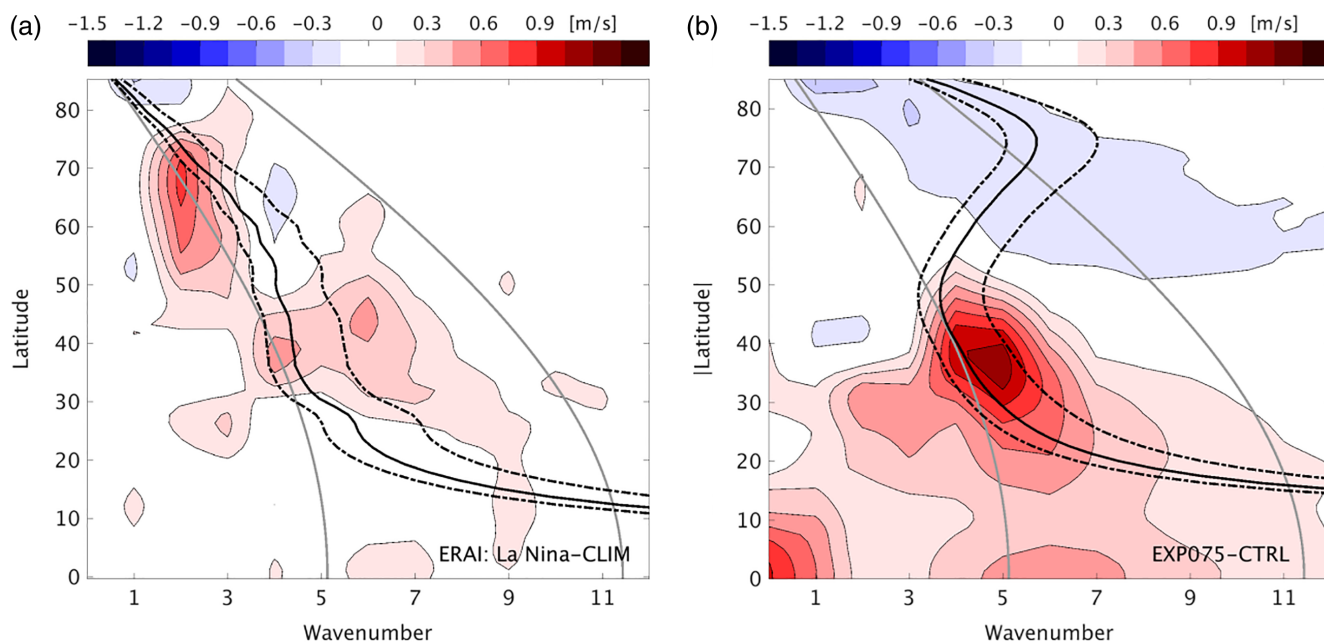 (a)
-1.5 -1.2 -0.9 -0.6 -0.3 0 0.3 0.6 0.9 [m/s]
80
70
60
50
40
30
20
10
0
Latitude
ERAI: La Nina-CLIM
1 3 5 7 9 11
Wavenumber
(b)
-1.5 -1.2 -0.9 -0.6 -0.3 0 0.3 0.6 0.9 [m/s]
80
70
60
50
40
30
20
10
0
|Latitude|
EXP075-CTRL
1 3 5 7 9 11
Wavenumber